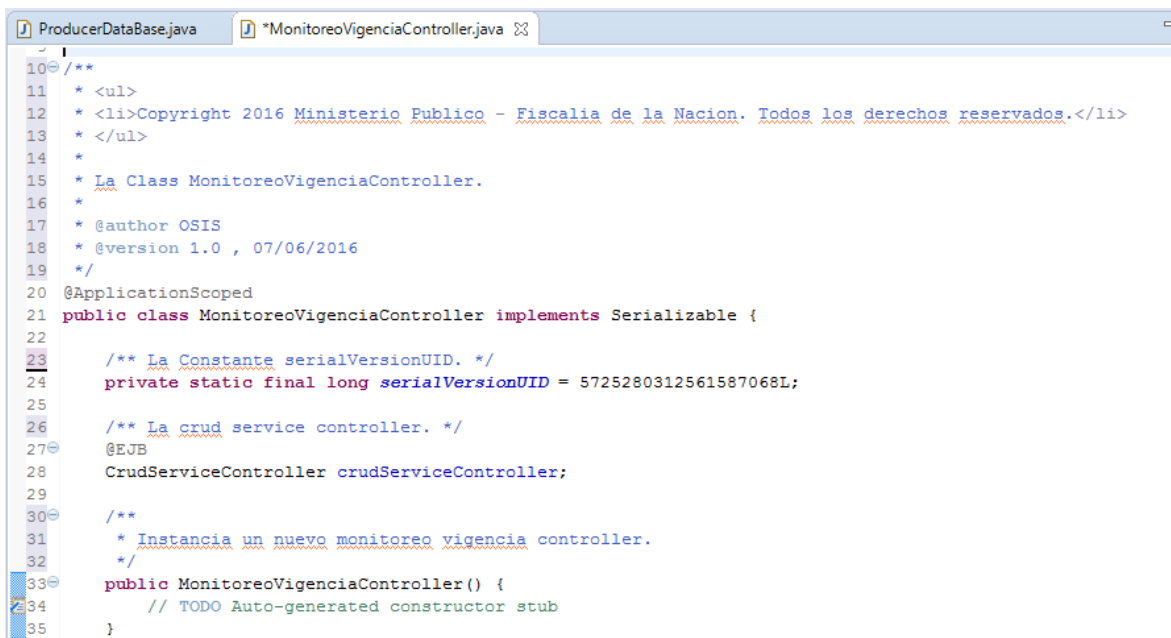 ProducerDataBase.java *MonitoreoVigenciaController.java
10 /**
11 * <ul>
12 * <li>Copyright 2016 Ministerio Publico - Fiscalia de la Nacion. Todos los derechos reservados.</li>
13 * </ul>
14 *
15 * La Class MonitoreoVigenciaController.
16 *
17 * @author OSIS
18 * @version 1.0 , 07/06/2016
19 */
20 @ApplicationScoped
21 public class MonitoreoVigenciaController implements Serializable {
22
23 /** La Constante serialVersionUID. */
24 private static final long serialVersionUID = 5725280312561587068L;
25
26 /** La crud service controller. */
27 @EJB
28 CrudServiceController crudServiceController;
29
30 /**
31 * Instancia un nuevo monitoreo vigencia controller.
32 */
33 public MonitoreoVigenciaController() {
34 // TODO Auto-generated constructor stub
35 }